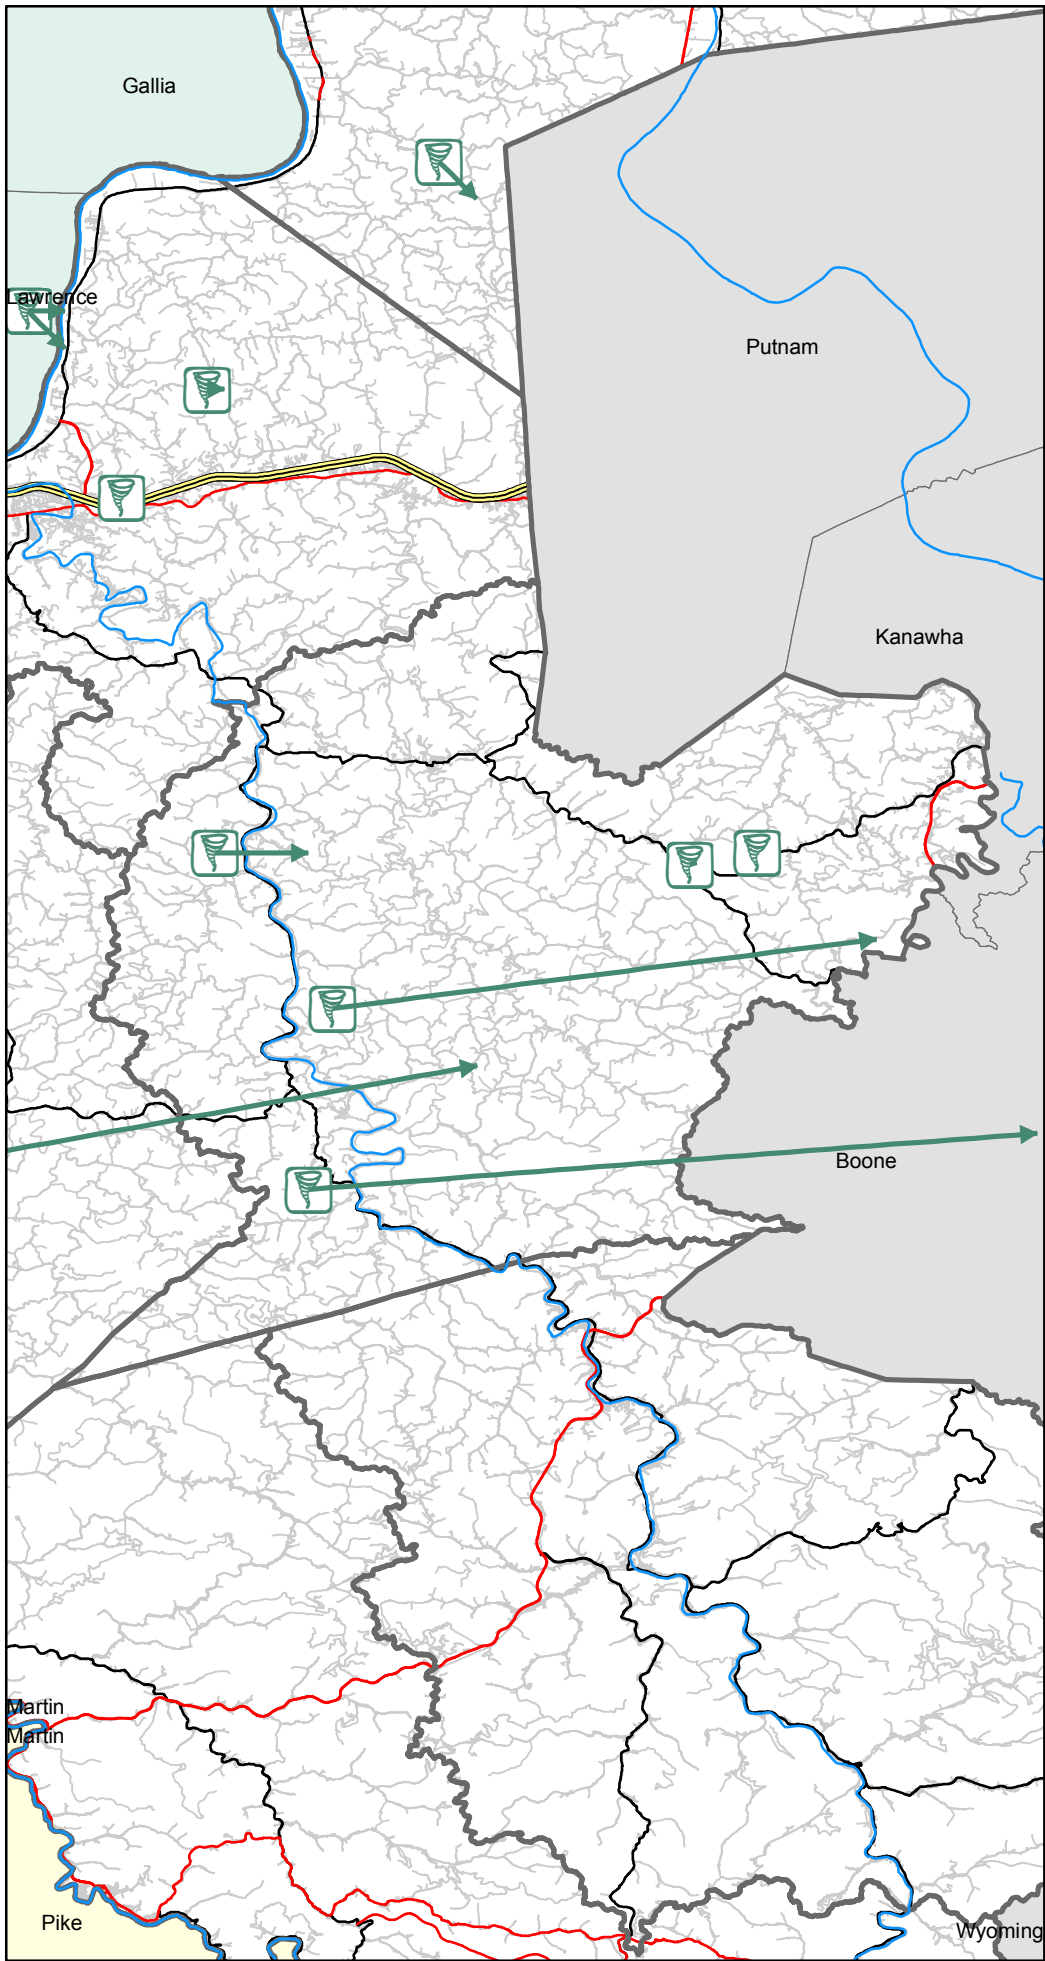 Gallia
Lawrence
Putnam
Kanawha
Boone
Martin
Martin
Pike
Wyoming